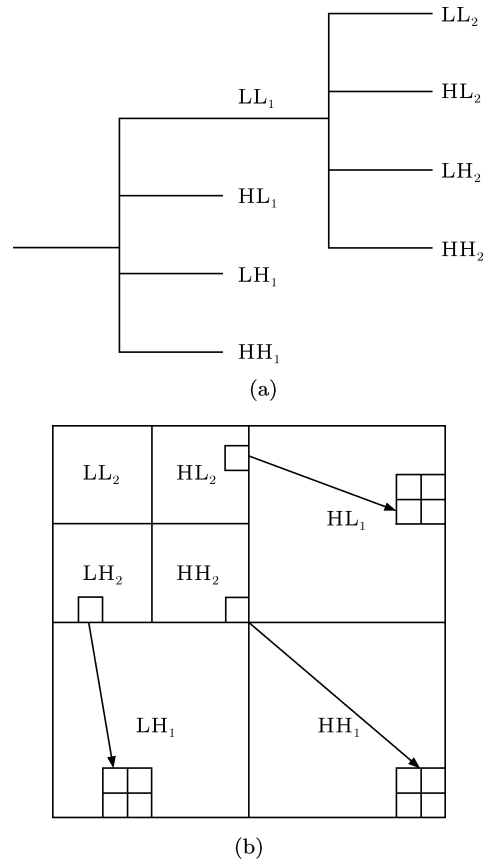 LL₂
LL₁
HL₂
HL₁
LH₂
LH₁
HH₂
HH₁
(a)
LL₂ HL₂
HL₁
LH₂ HH₂
LH₁ HH₁
(b)